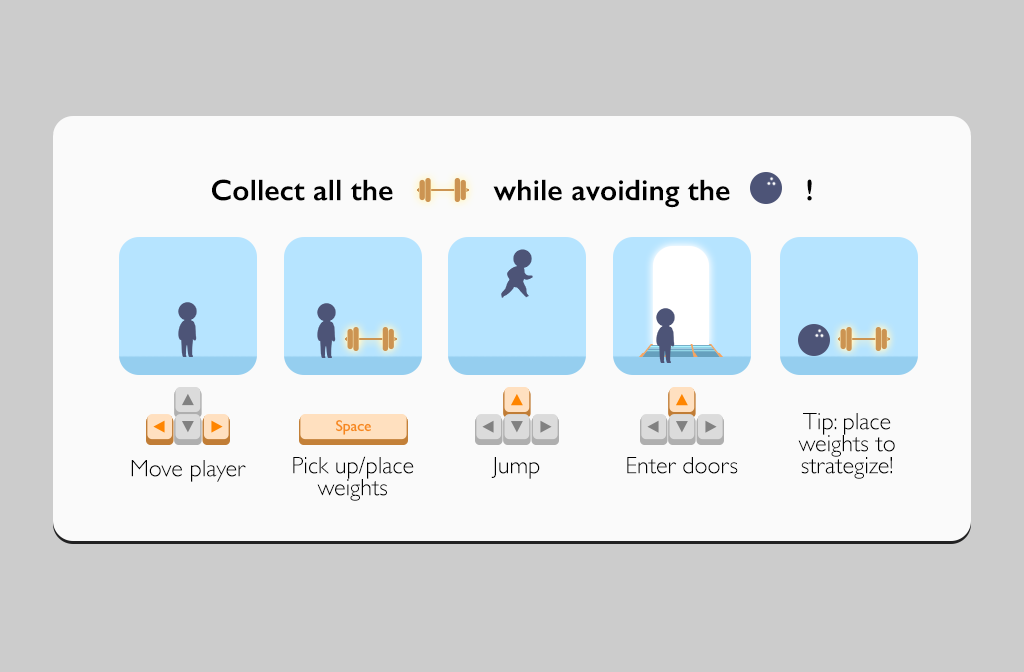 Collect all the while avoiding the !
Space
Move player
Pick up/place
weights
Jump
Enter doors
Tip: place
weights to
strategize!